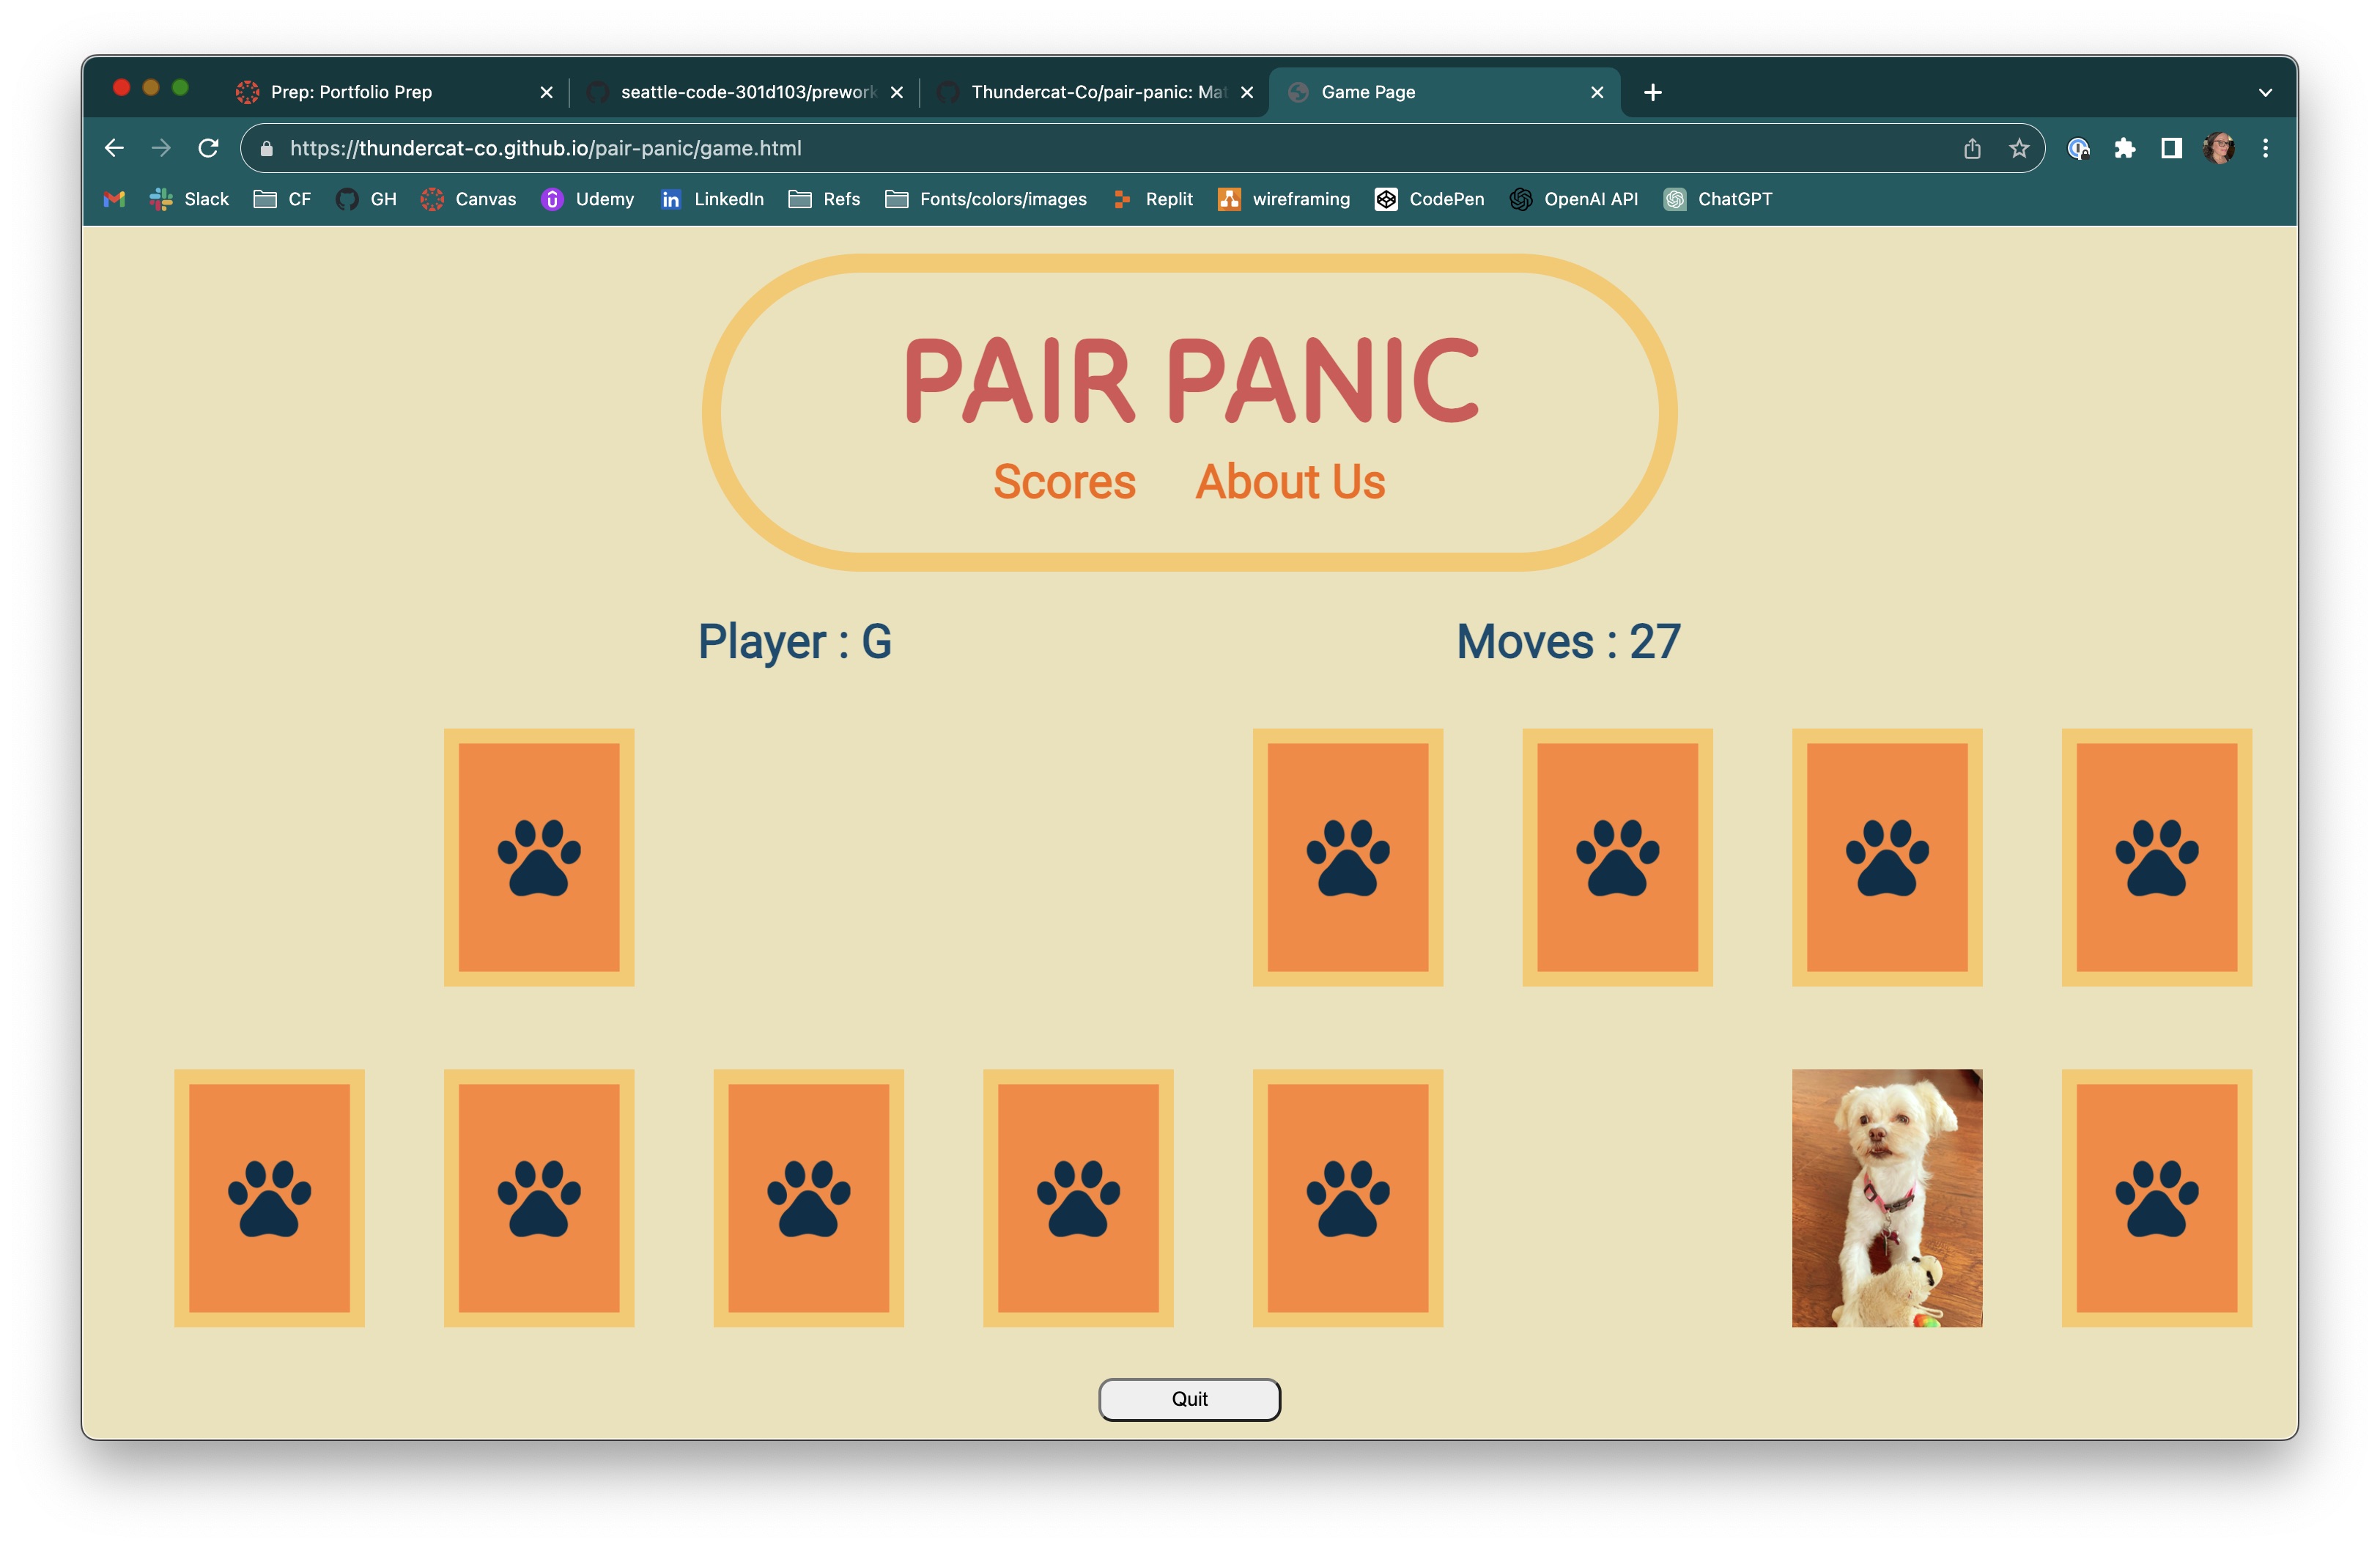 Prep: Portfolio Prep
seattle-code-301d103/prework
Thundercat-Co/pair-panic: Mat
Game Page
https://thundercat-co.github.io/pair-panic/game.html
Slack
CF
GH
Canvas
Udemy
LinkedIn
Refs
Fonts/colors/images
Replit
wireframing
CodePen
OpenAI API
ChatGPT
PAIR PANIC
Scores About Us
Player : G
Moves : 27
Quit